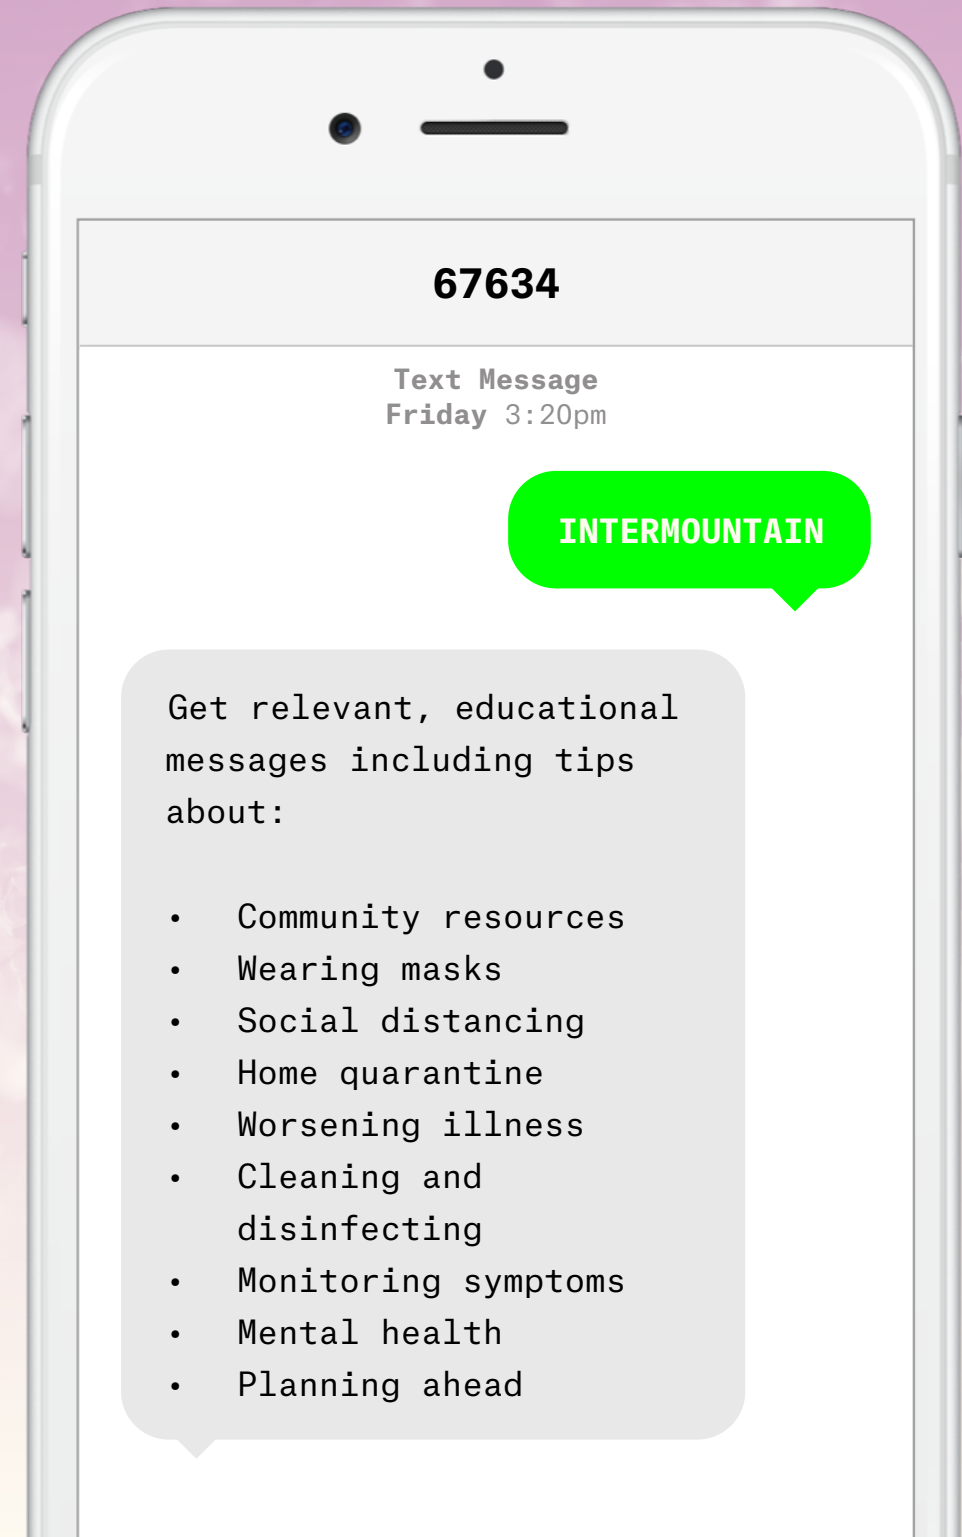 67634
Text Message
Friday 3:20pm
INTERMOUNTAIN
Get relevant, educational
messages including tips
about:
• Community resources
• Wearing masks
• Social distancing
• Home quarantine
• Worsening illness
• Cleaning and
disinfecting
• Monitoring symptoms
• Mental health
• Planning ahead